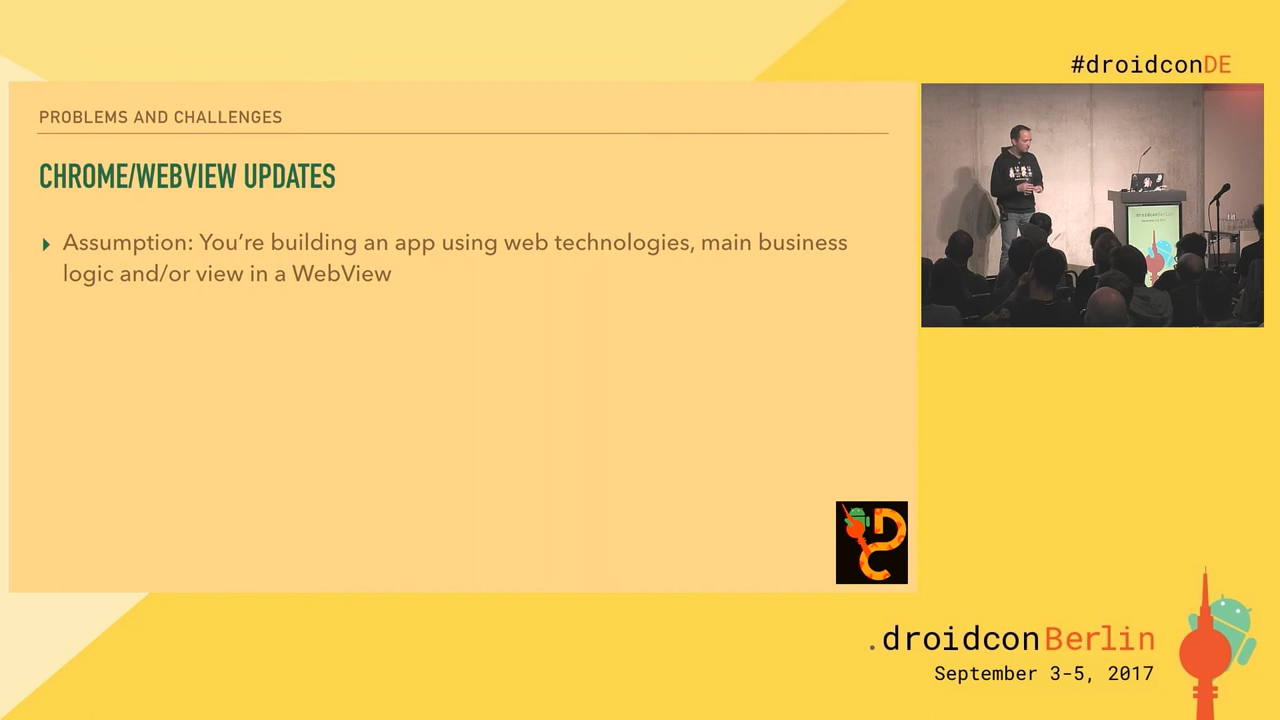 #droidconDE
PROBLEMS AND CHALLENGES
CHROME/WEBVIEW UPDATES
Assumption: You’re building an app using web technologies, main business
logic and/or view in a WebView
.droidconBerlin
September 3-5, 2017